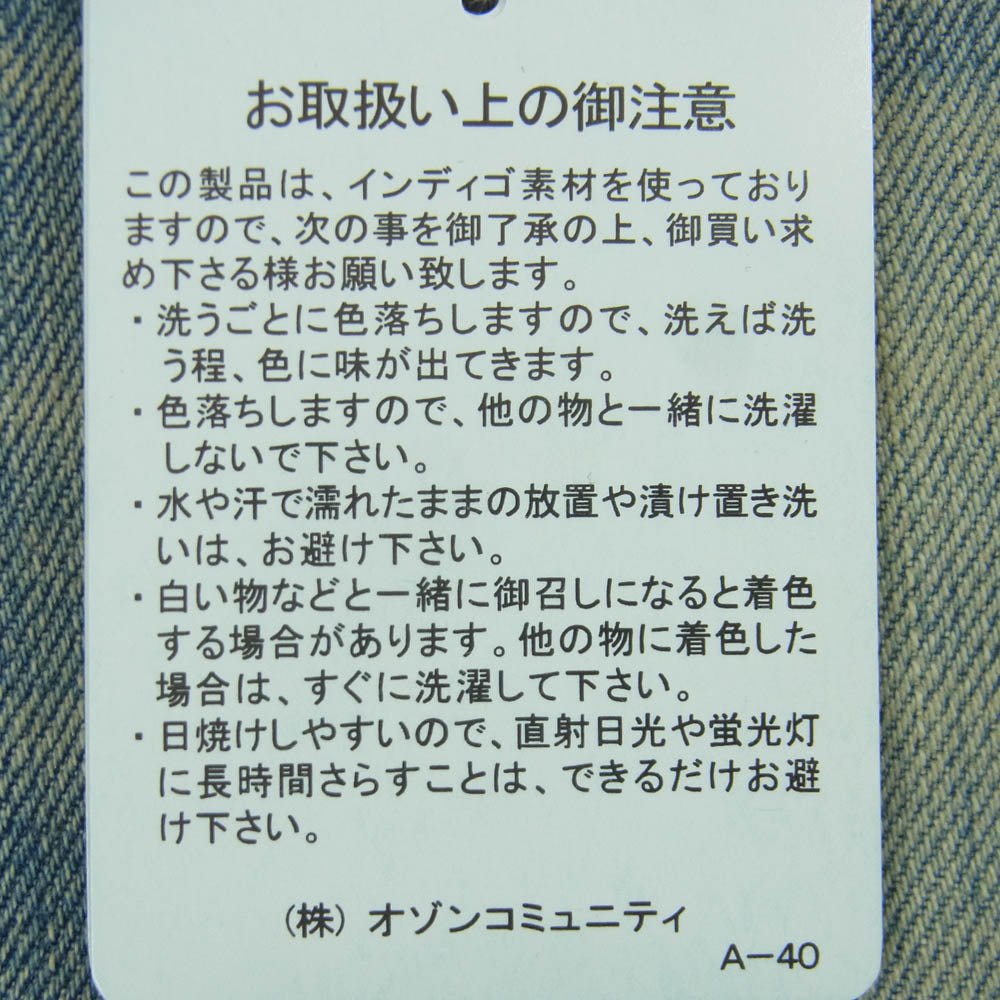 お取扱い上の御注意
この製品は、インディゴ素材を使っており
ますので、次の事を御了承の上、御買い求
め下さる様お願い致します。
・洗うごとに色落ちしますので、洗えば洗
う程、色に味が出てきます。
・色落ちしますので、他の物と一緒に洗濯
しないで下さい。
・水や汗で濡れたままの放置や漬け置き洗
いは、お避け下さい。
・白い物などと一緒に御召しになると着色
する場合があります。他の物に着色した
場合は、すぐに洗濯して下さい。
・日焼けしやすいので、直射日光や蛍光灯
に長時間さらすことは、できるだけお避
け下さい。
(株) オゾンコミュニティ
A−40